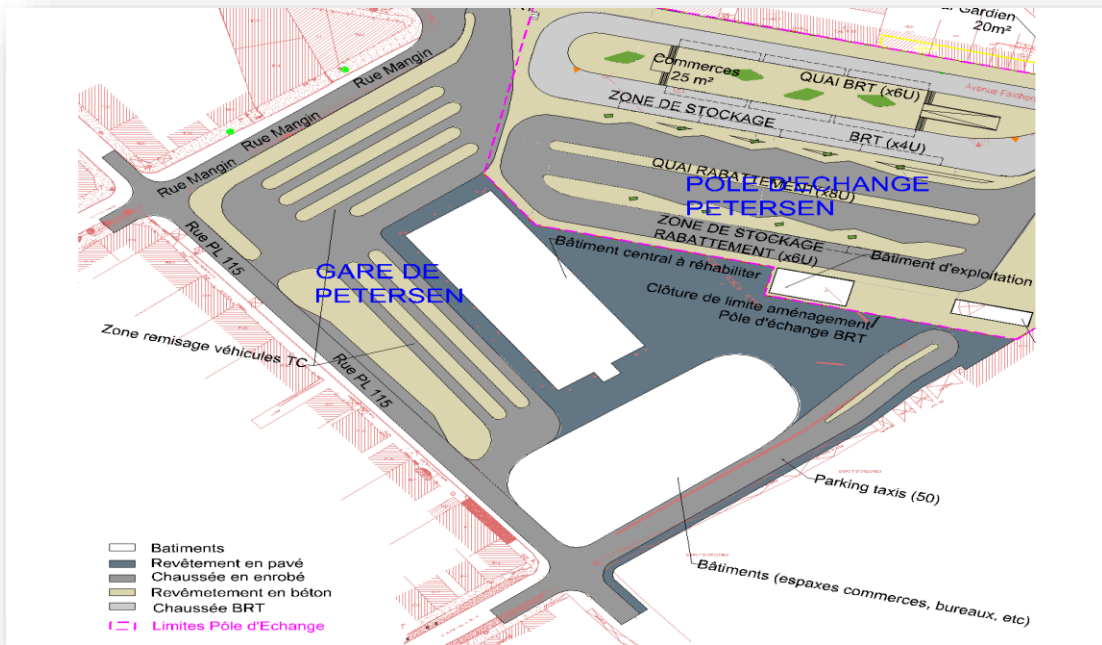 Gardien
20m²
Commerces
25 m²
QUAI BRT (x6U)
Avenue Faidher
ZONE DE STOCKAGE
BRT (x4U)
Rue Mangin
Rue Mangin
Rue Mangin
QUAI RABATTEMENT (x8U)
PÔLE D'ECHANGE
PETERSEN
ZONE DE STOCKAGE
RABATTEMENT (x6U)
Rue PL 115
GARE DE
PETERSEN
Bâtiment central à réhabiliter
Bâtiment d'exploitation
Clôture de limite aménagement
Pôle d'échange BRT
Zone remisage véhicules TC
Rue PL 115
Parking taxis (50)
Bâtiments (espaxes commerces, bureaux, etc)
Batiments
Revêtement en pavé
Chaussée en enrobé
Revêmetement en béton
Chaussée BRT
Limites Pôle d'Echange